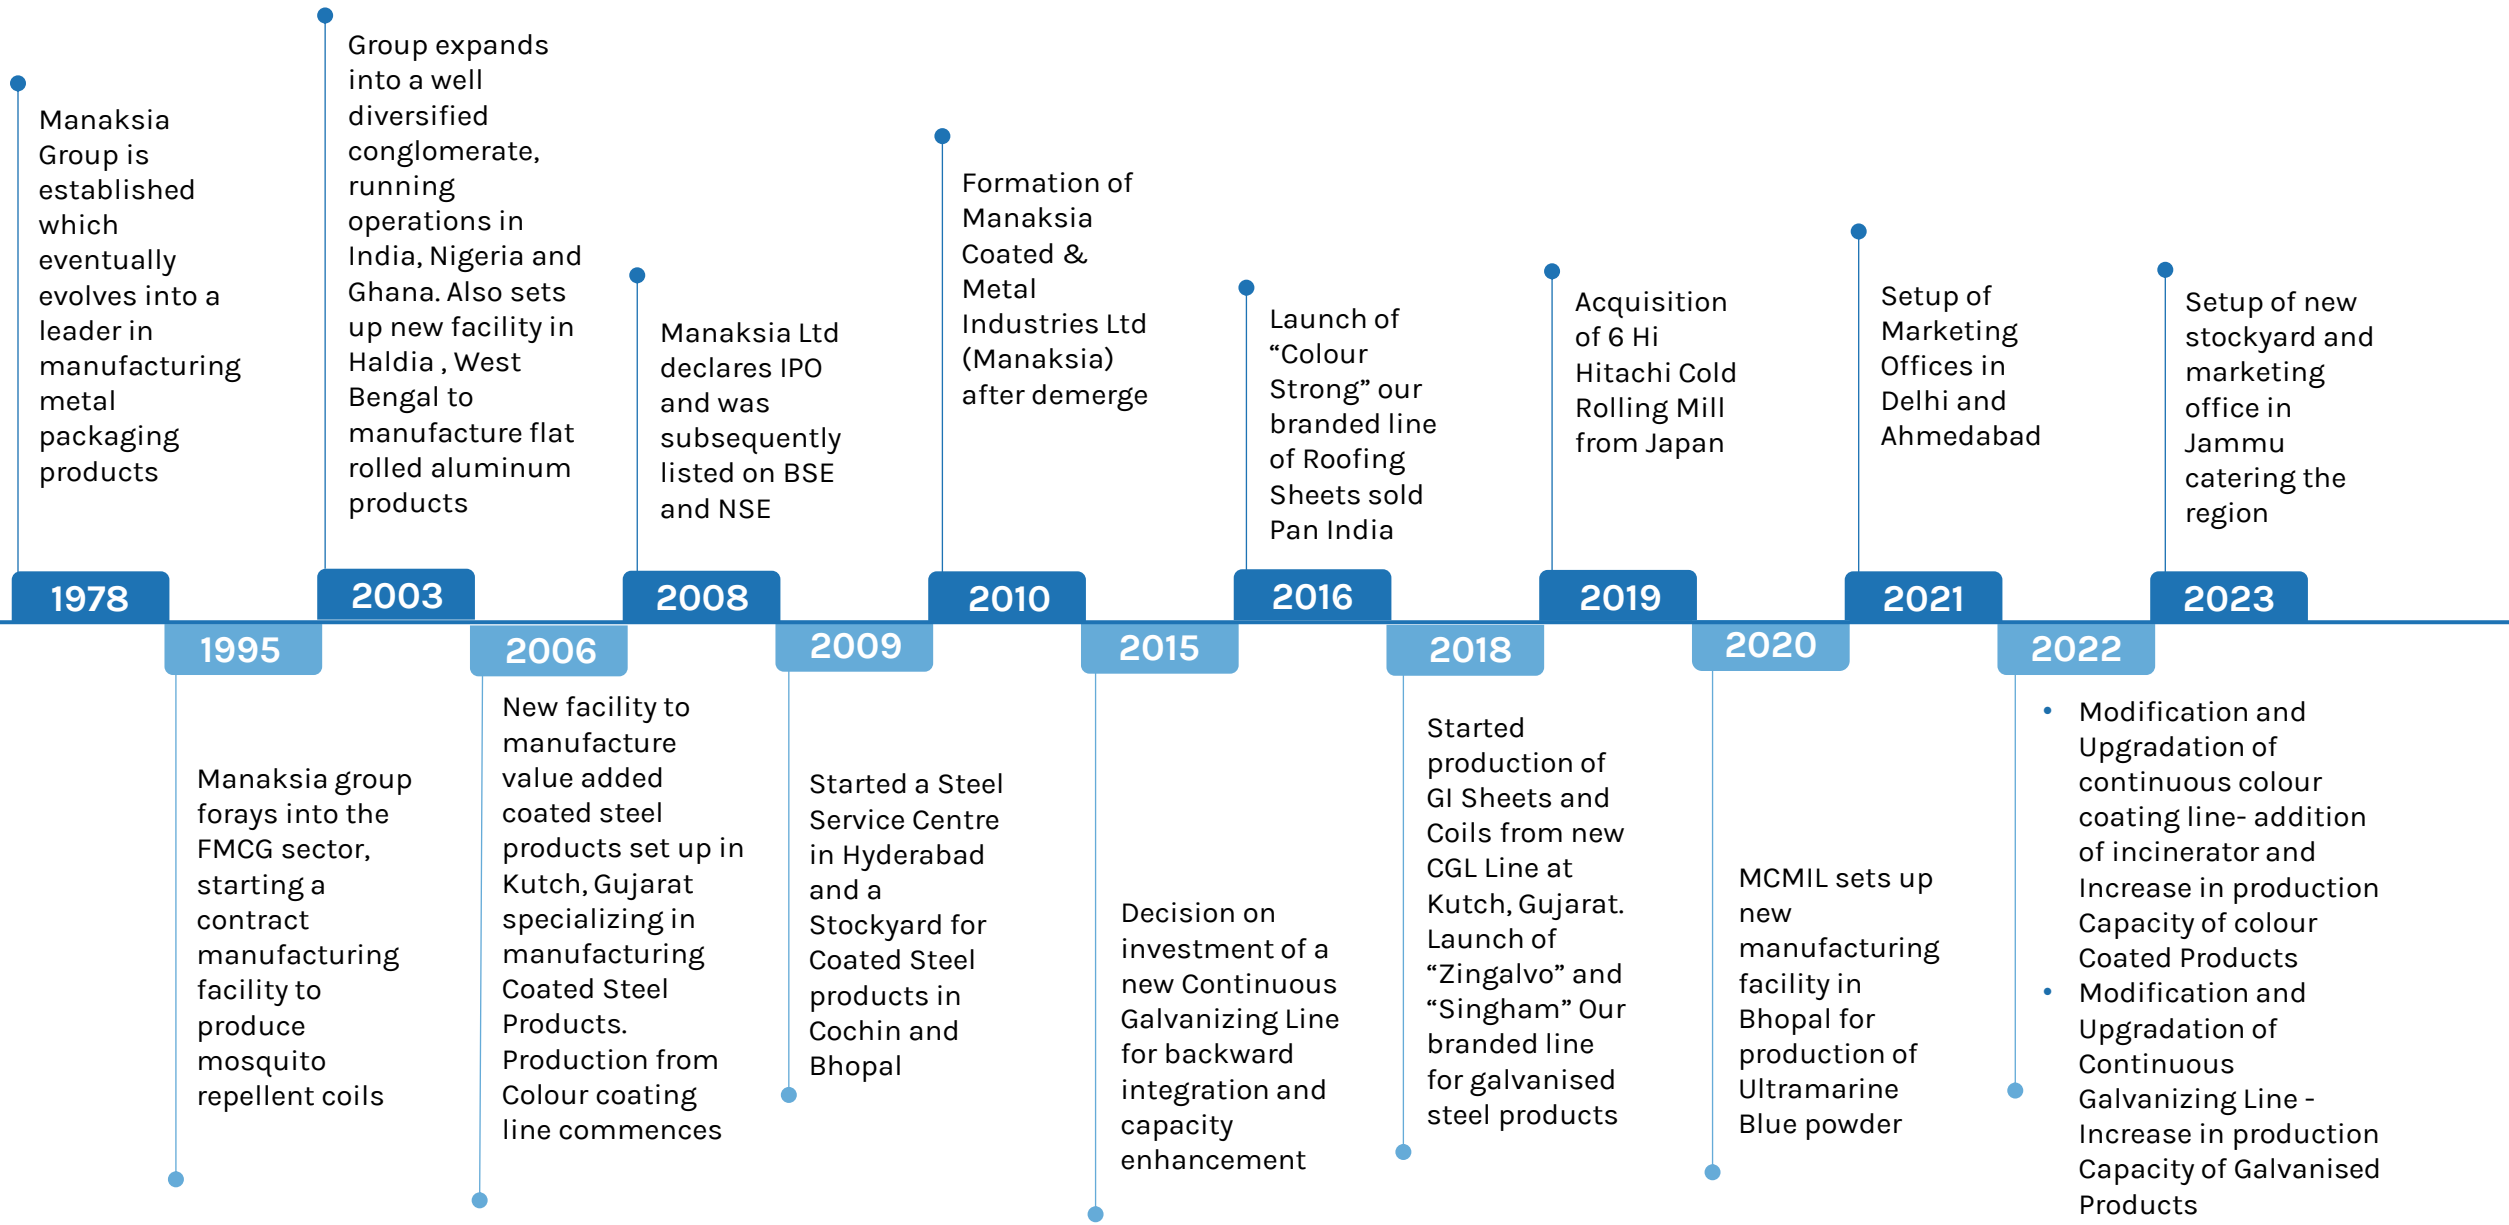 Manaksia
Group is
established
which
eventually
evolves into a
leader in
manufacturing
metal
packaging
products
1978
1995
Manaksia group
forays into the
FMCG sector,
starting a
contract
manufacturing
facility to
produce
mosquito
repellent coils
Group expands
into a well
diversified
conglomerate,
running
operations in
India, Nigeria and
Ghana. Also sets
up new facility in
Haldia , West
Bengal to
manufacture flat
rolled aluminum
products
2003
2006
New facility to
manufacture
value added
coated steel
products set up in
Kutch, Gujarat
specializing in
manufacturing
Coated Steel
Products.
Production from
Colour coating
line commences
Manaksia Ltd
declares IPO
and was
subsequently
listed on BSE
and NSE
2008
2009
Started a Steel
Service Centre
in Hyderabad
and a
Stockyard for
Coated Steel
products in
Cochin and
Bhopal
Formation of
Manaksia
Coated &
Metal
Industries Ltd
(Manaksia)
after demerge
2010
2015
Decision on
investment of a
new Continuous
Galvanizing Line
for backward
integration and
capacity
enhancement
Launch of
“Colour
Strong” our
branded line
of Roofing
Sheets sold
Pan India
2016
2018
Started
production of
GI Sheets and
Coils from new
CGL Line at
Kutch, Gujarat.
Launch of
“Zingalvo” and
“Singham” Our
branded line
for galvanised
steel products
Acquisition
of 6 Hi
Hitachi Cold
Rolling Mill
from Japan
2019
2020
MCMIL sets up
new
manufacturing
facility in
Bhopal for
production of
Ultramarine
Blue powder
Setup of
Marketing
Offices in
Delhi and
Ahmedabad
2021
2022
• Modification and
Upgradation of
continuous colour
coating line- addition
of incinerator and
Increase in production
Capacity of colour
Coated Products
• Modification and
Upgradation of
Continuous
Galvanizing Line -
Increase in production
Capacity of Galvanised
Products
Setup of new
stockyard and
marketing
office in
Jammu
catering the
region
2023